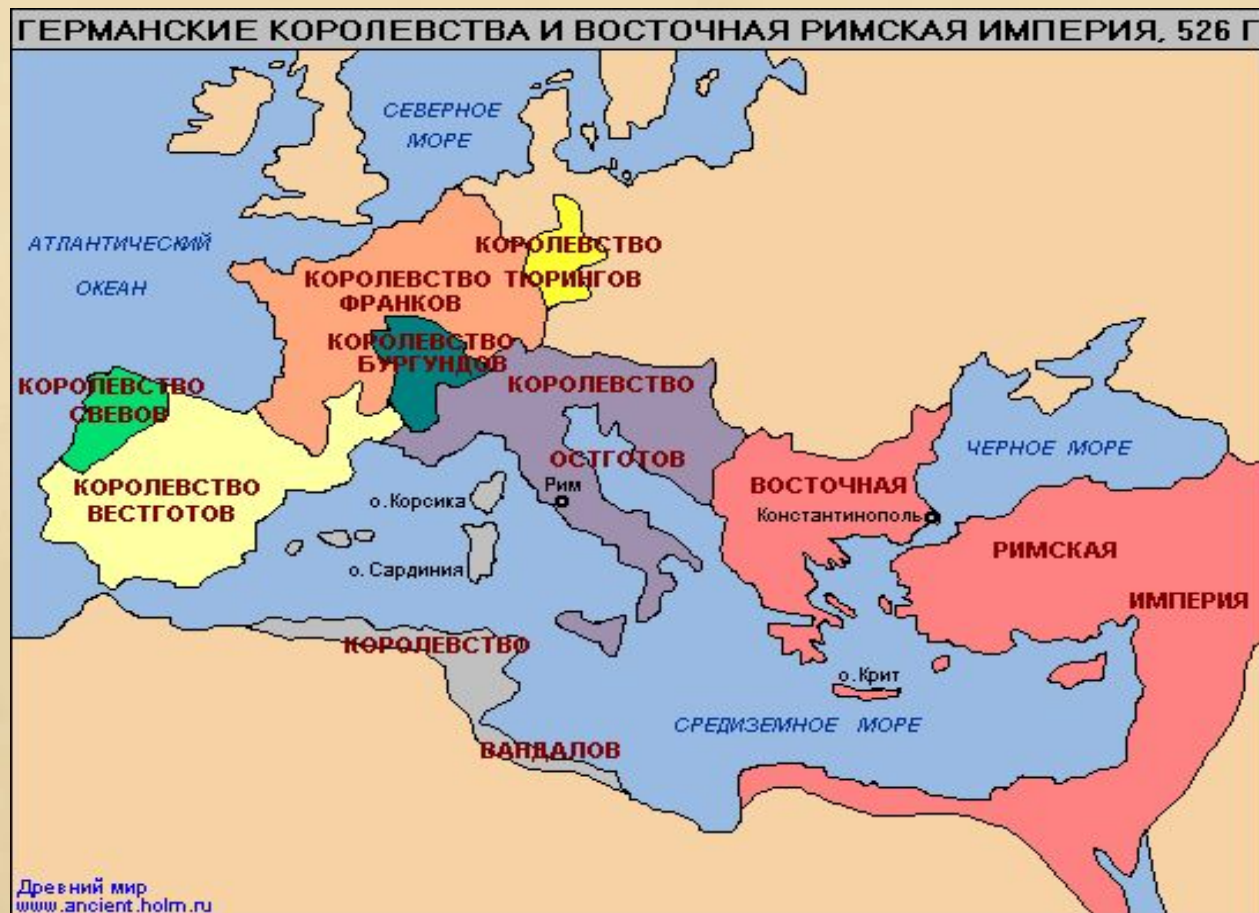 ГЕРМАНСКИЕ КОРОЛЕВСТВА И ВОСТОЧНАЯ РИМСКАЯ ИМПЕРИЯ, 526 Г
СЕВЕРНОЕ
МОРЕ
АТЛАНТИЧЕСКИЙ
ОКЕАН
КОРОЛЕВСТВО
ТЮРИНГОВ
КОРОЛЕВСТВО
ФРАНКОВ
КОРОЛЕВСТВО
БУРГУНДОВ
КОРОЛЕВСТВО
СВЕВОВ
КОРОЛЕВСТВО
ОСТГОТОВ
КОРОЛЕВСТВО
ВЕСТГОТОВ
ЧЕРНОЕ МОРЕ
о.Корсика
Рим
о.Сардиния
ВОСТОЧНАЯ
Константинополь
РИМСКАЯ
ИМПЕРИЯ
КОРОЛЕВСТВО
ВАНДАЛОВ
о.Крит
СРЕДИЗЕМНОЕ МОРЕ
Древний мир
www.ancient.holm.ru